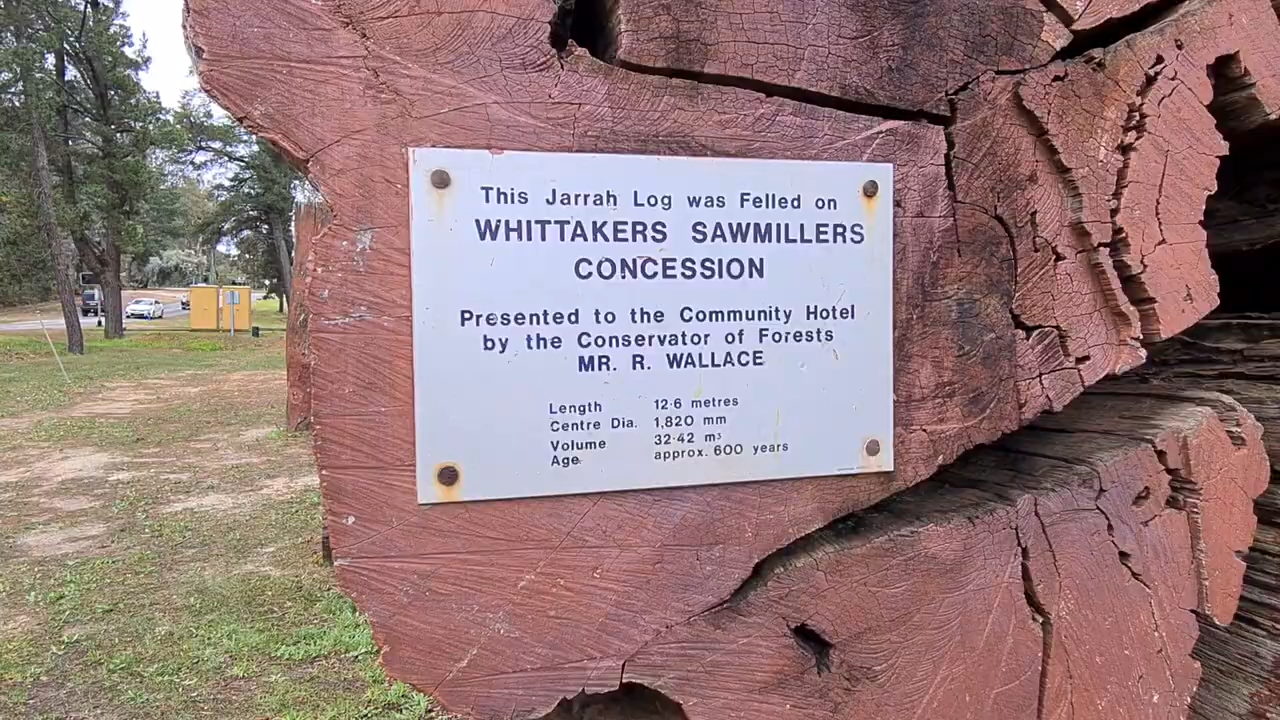 This Jarrah Log was Felled on
WHITTAKERS SAWMILLERS
CONCESSION
Presented to the Community Hotel
by the Conservator of Forests
MR. R. WALLACE
Length 12·6 metres
Centre Dia. 1,820 mm
Volume 32·42 m³
Age approx. 600 years